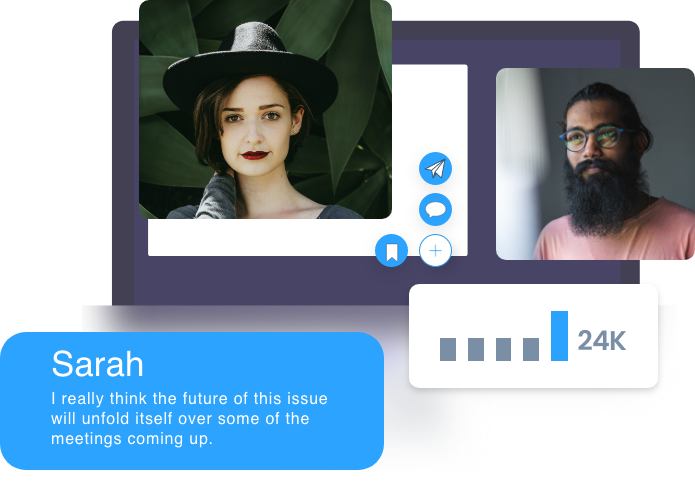 24K
Sarah
I really think the future of this issue
will unfold itself over some of the
meetings coming up.